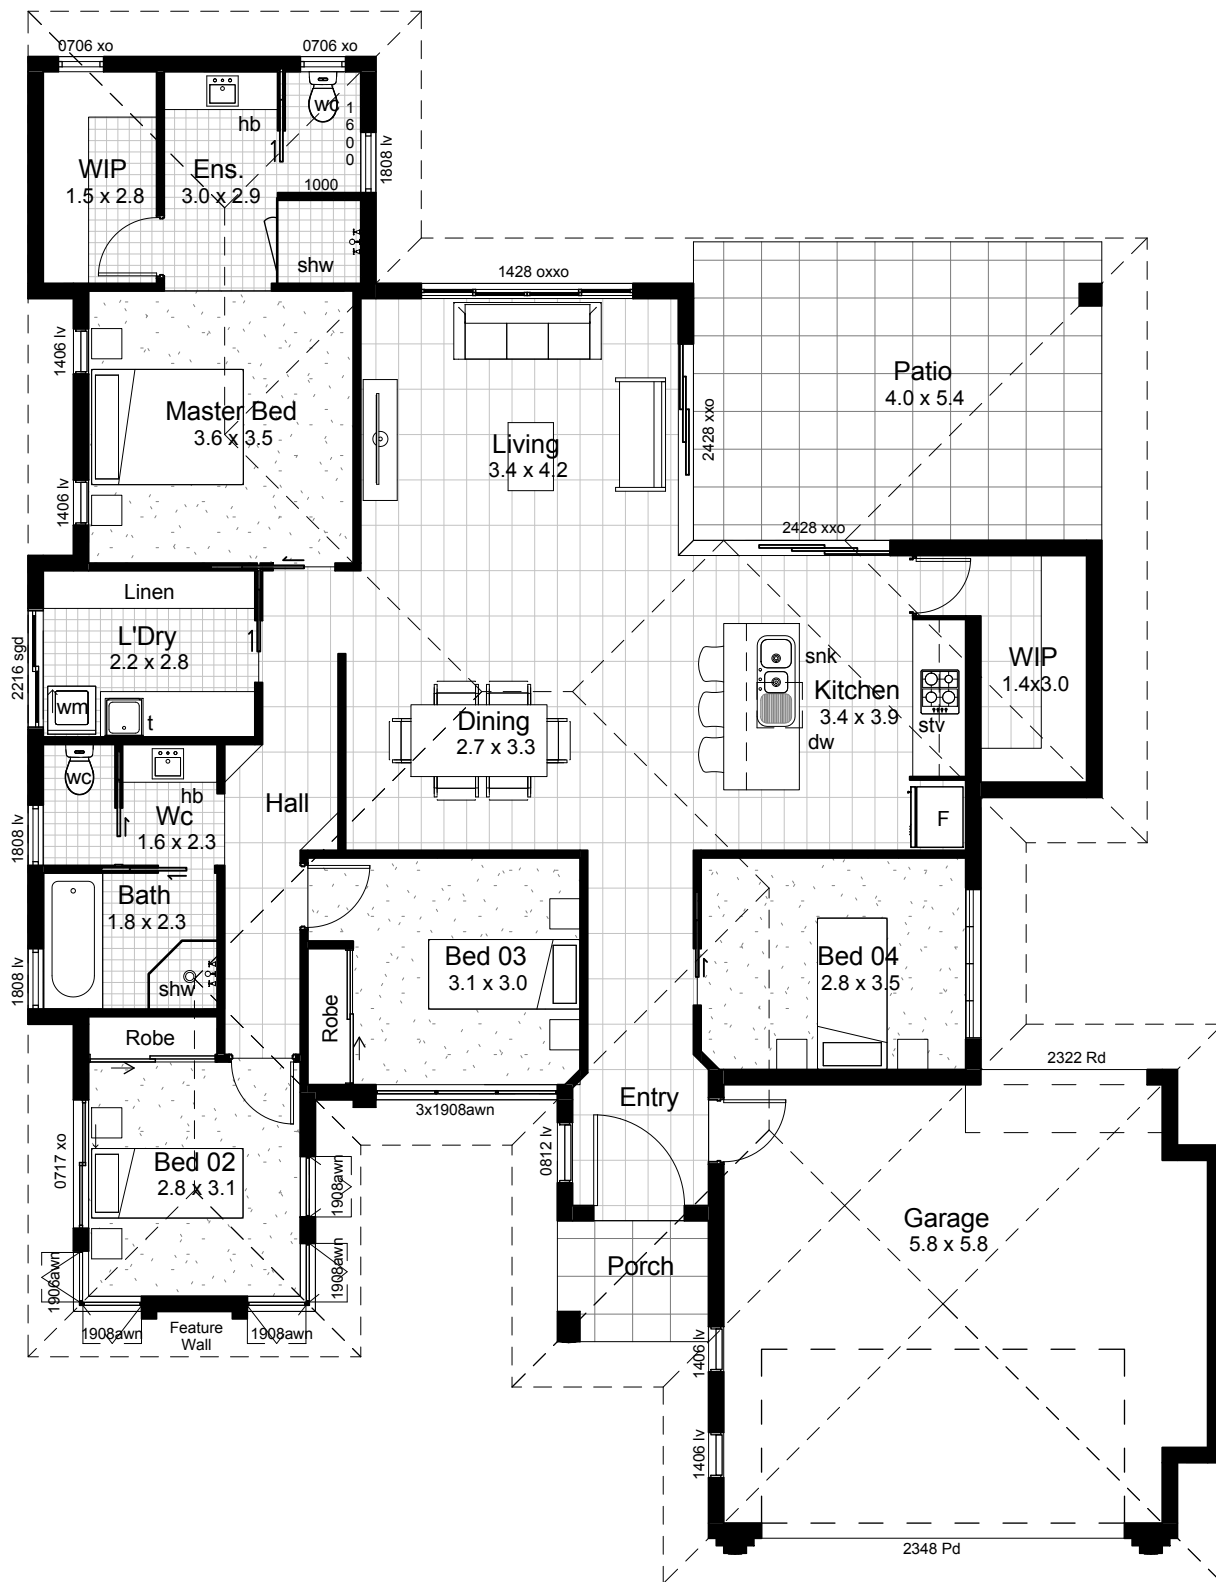 0706 xo
0706 xo
wc
1600
hb
1
WIP
1.5 x 2.8
Ens.
3.0 x 2.9
1000
1808 lv
shw
1428 oxxo
1406 lv
Master Bed
3.6 x 3.5
1406 lv
Living
3.4 x 4.2
2428 xxo
Patio
4.0 x 5.4
2428 xxo
Linen
L'Dry
2.2 x 2.8
1
2216 sgd
wm
t
Dining
2.7 x 3.3
snk
Kitchen
3.4 x 3.9
dw
stv
WIP
1.4x3.0
F
wc
hb
Wc
1.6 x 2.3
1
1808 lv
Hall
Bath
1.8 x 2.3
1
1808 lv
shw
Robe
Robe
Bed 03
3.1 x 3.0
Bed 04
2.8 x 3.5
3x1908awn
Entry
2322 Rd
0717 xo
Bed 02
2.8 x 3.1
1908awn
0812 lv
Garage
5.8 x 5.8
Porch
1906awn
1908awn
1908awn
Feature
Wall
1908awn
1406 lv
1406 lv
2348 Pd